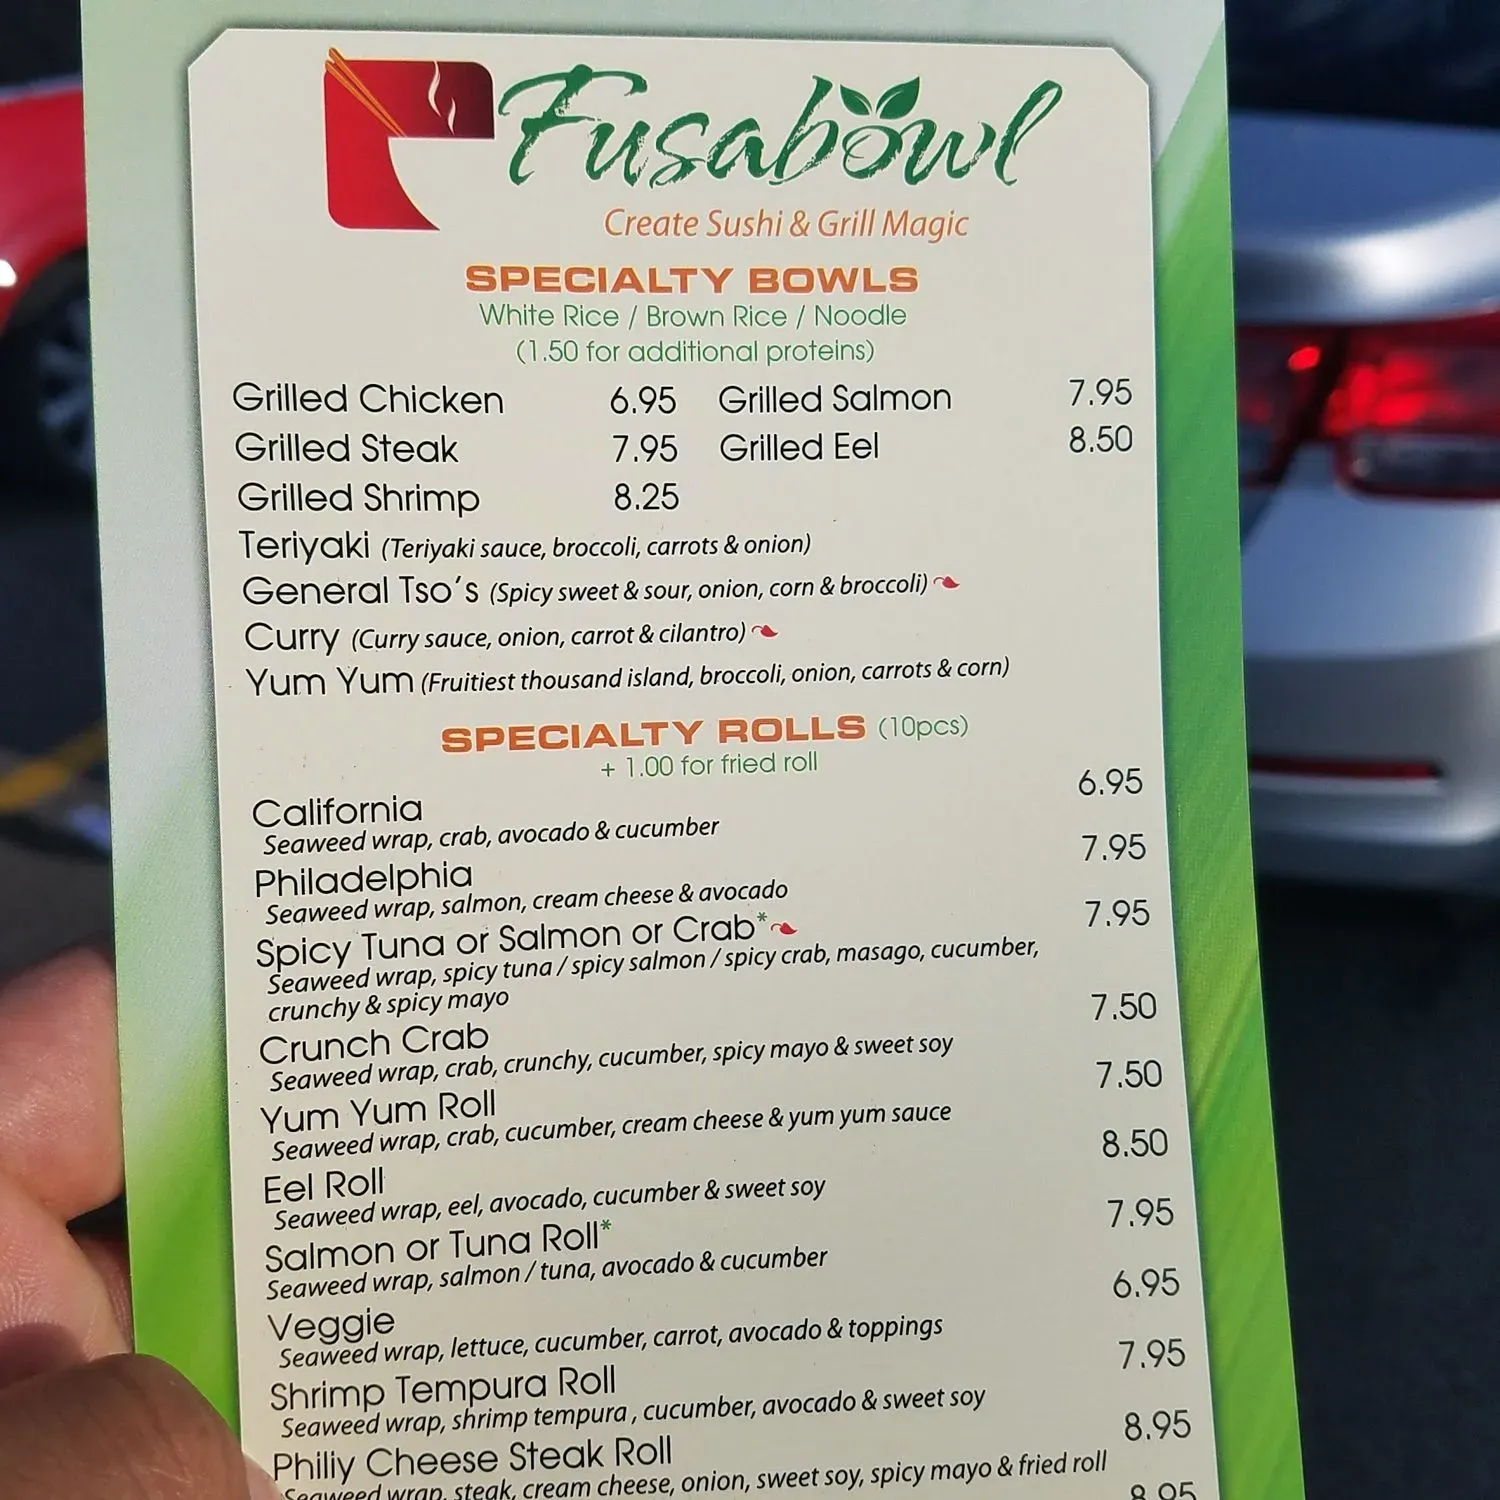 Fusabowl
Create Sushi & Grill Magic
SPECIALTY BOWLS
White Rice / Brown Rice / Noodle
(1.50 for additional proteins)
Grilled Chicken 6.95 Grilled Salmon 7.95
Grilled Steak 7.95 Grilled Eel 8.50
Grilled Shrimp 8.25
Teriyaki (Teriyaki sauce, broccoli, carrots & onion)
General Tso's (Spicy sweet & sour, onion, corn & broccoli)
Curry (Curry sauce, onion, carrot & cilantro)
Yum Yum (Fruitiest thousand island, broccoli, onion, carrots & corn)
SPECIALTY ROLLS (10pcs)
+ 1.00 for fried roll
California 6.95
Seaweed wrap, crab, avocado & cucumber
Philadelphia 7.95
Seaweed wrap, salmon, cream cheese & avocado
Spicy Tuna or Salmon or Crab* 7.95
Seaweed wrap, spicy tuna / spicy salmon / spicy crab, masago, cucumber,
crunchy & spicy mayo
Crunch Crab 7.50
Seaweed wrap, crab, crunchy, cucumber, spicy mayo & sweet soy
Yum Yum Roll 7.50
Seaweed wrap, crab, cucumber, cream cheese & yum yum sauce
Eel Roll 8.50
Seaweed wrap, eel, avocado, cucumber & sweet soy
Salmon or Tuna Roll* 7.95
Seaweed wrap, salmon / tuna, avocado & cucumber
Veggie 6.95
Seaweed wrap, lettuce, cucumber, carrot, avocado & toppings
Shrimp Tempura Roll 7.95
Seaweed wrap, shrimp tempura , cucumber, avocado & sweet soy
Philiy Cheese Steak Roll 8.95
Seaweed wrap, steak, cream cheese, onion, sweet soy, spicy mayo & fried roll
8.95